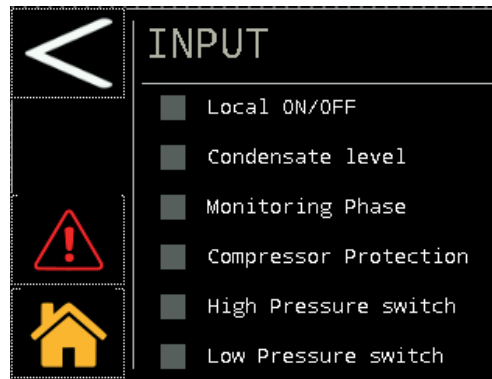 INPUT
Local ON/OFF
Condensate level
Monitoring Phase
Compressor Protection
High Pressure switch
Low Pressure switch